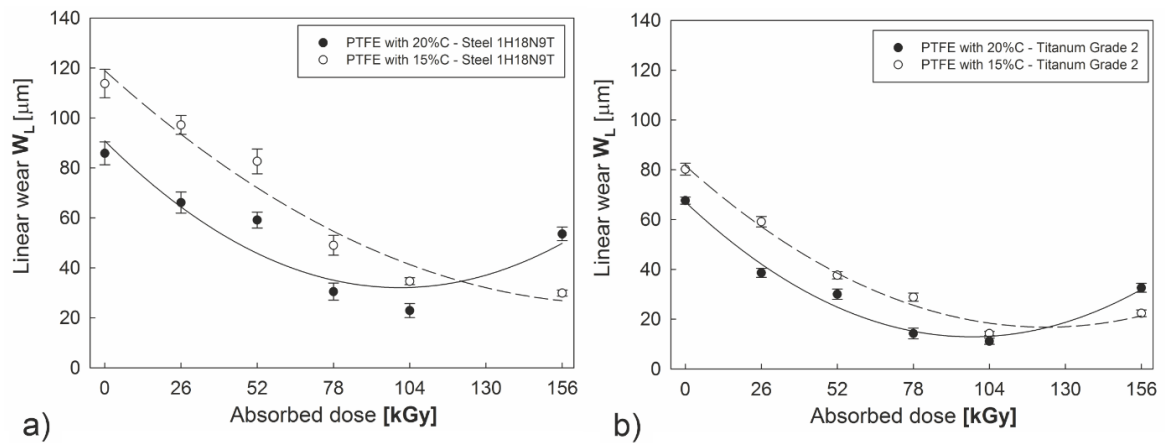 140
120
100
80
60
40
20
0
Linear wear W_L [µm]
PTFE with 20%C - Steel 1H18N9T
PTFE with 15%C - Steel 1H18N9T
0 26 52 78 104 130 156
Absorbed dose [kGy]
a)
140
120
100
80
60
40
20
0
Linear wear W_L [µm]
PTFE with 20%C - Titanum Grade 2
PTFE with 15%C - Titanum Grade 2
0 26 52 78 104 130 156
Absorbed dose [kGy]
b)